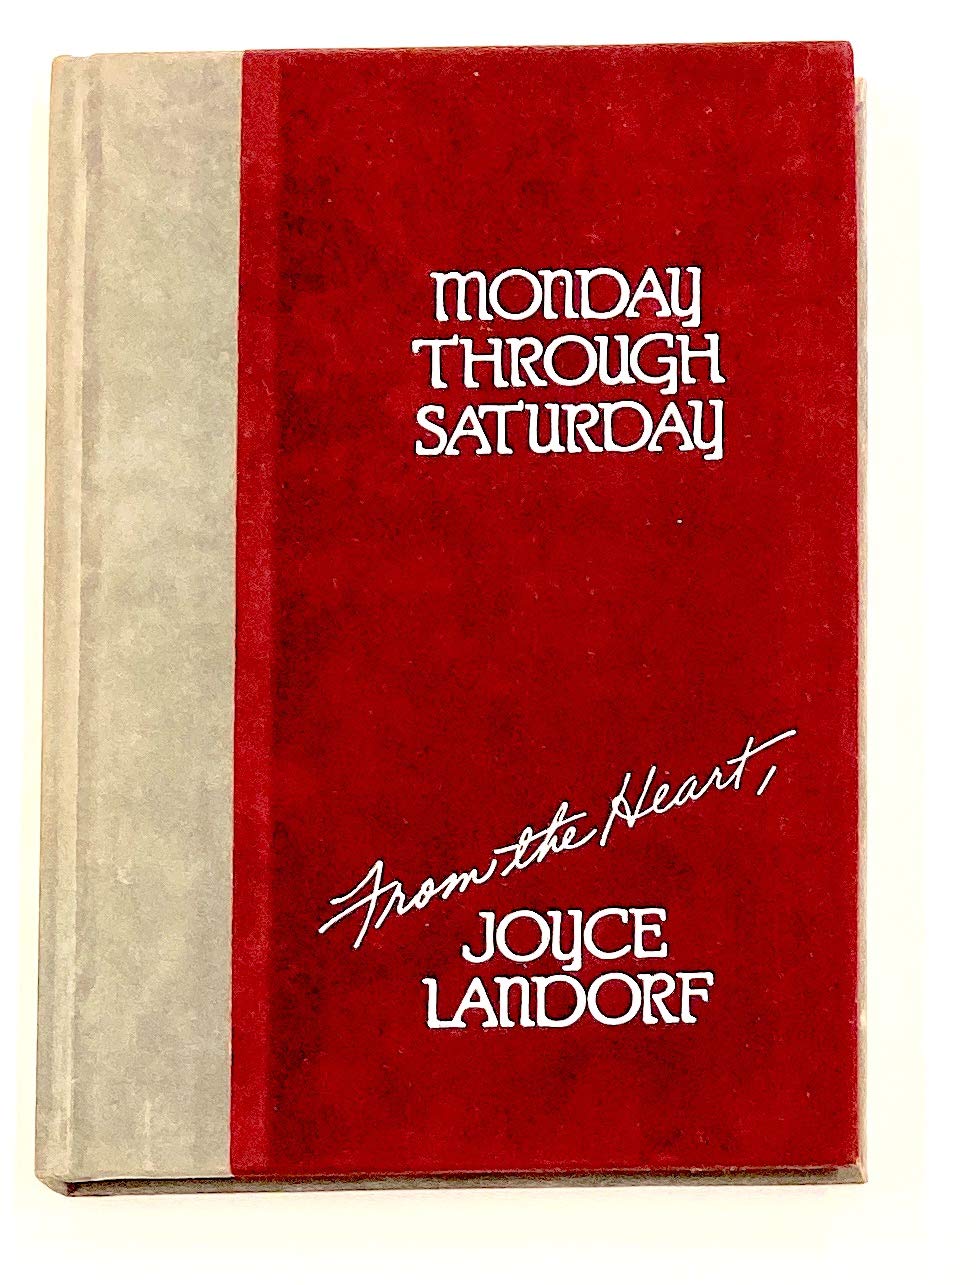 MONDAY
THROUGH
SATURDAY
From the Heart,
JOYCE
LANDORF